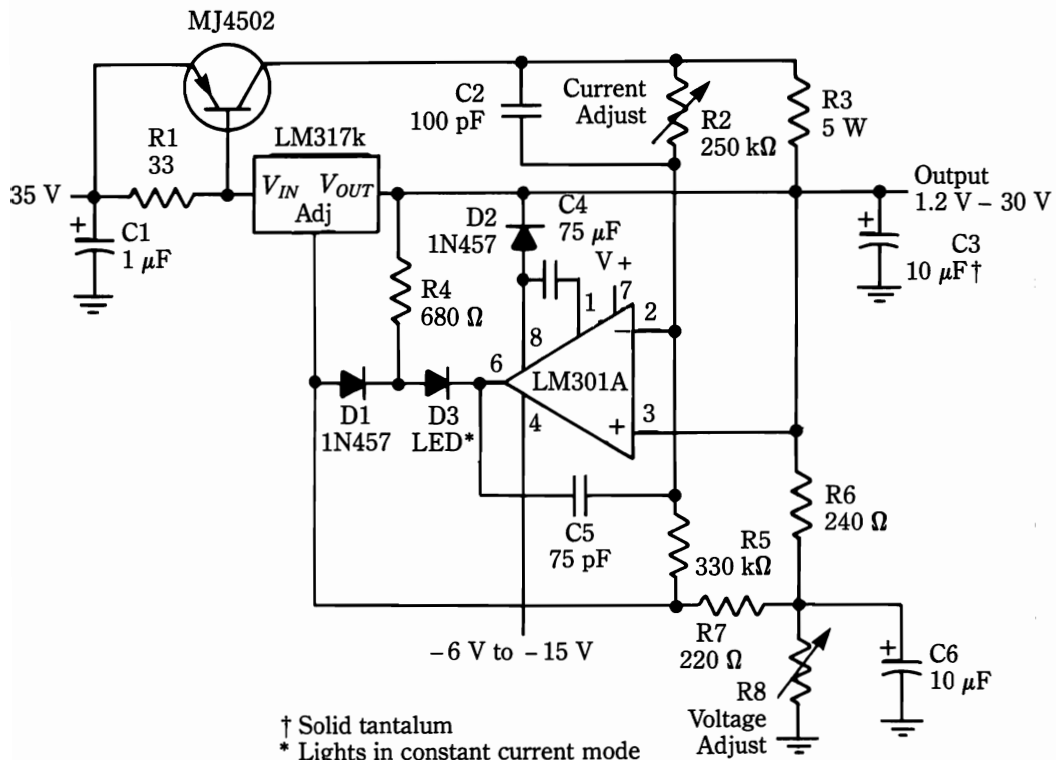 MJ4502
R1
33
LM317k
C2
100 pF
Current
Adjust
R2
250 kΩ
R3
5 W
35 V
VIN
VOUT
Adj
Output
1.2 V – 30 V
C1
1 μF
D2
1N457
C4
75 μF
V+
C3
10 μF†
R4
680 Ω
1
7
2
8
6
LM301A
3
4
D1
1N457
D3
LED*
C5
75 pF
R6
240 Ω
R5
330 kΩ
R7
220 Ω
–6 V to –15 V
R8
Voltage
Adjust
C6
10 μF
† Solid tantalum
* Lights in constant current mode